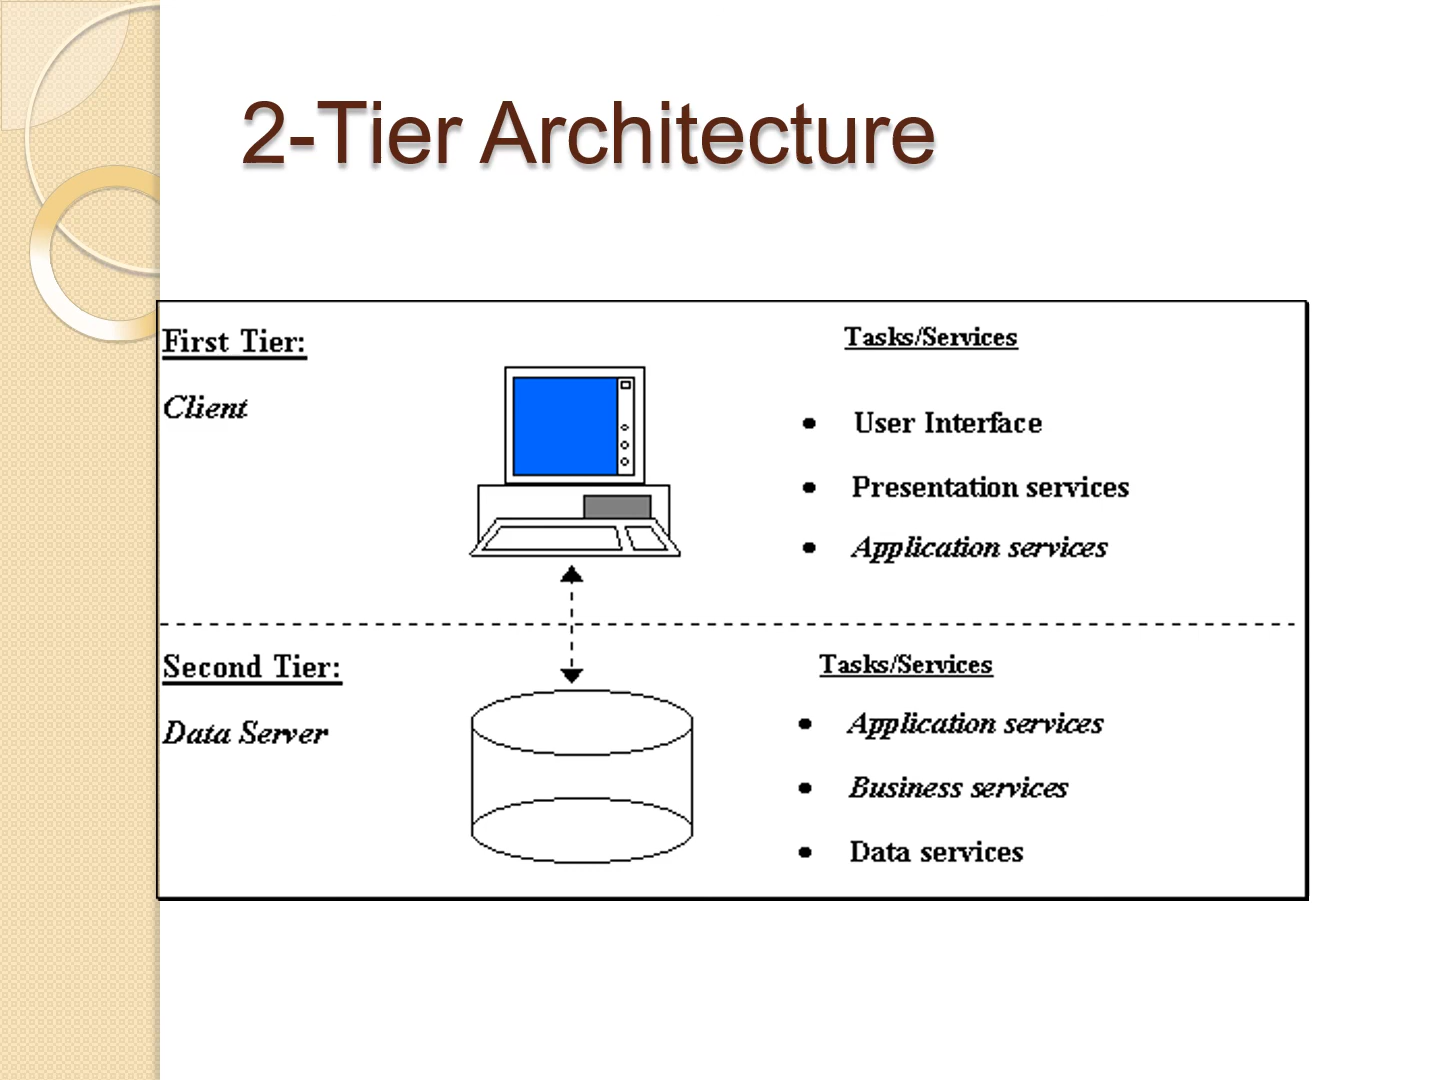 2-Tier Architecture
First Tier:
Tasks/Services
Client
• User Interface
• Presentation services
• Application services
Second Tier:
Tasks/Services
Data Server
• Application services
• Business services
• Data services